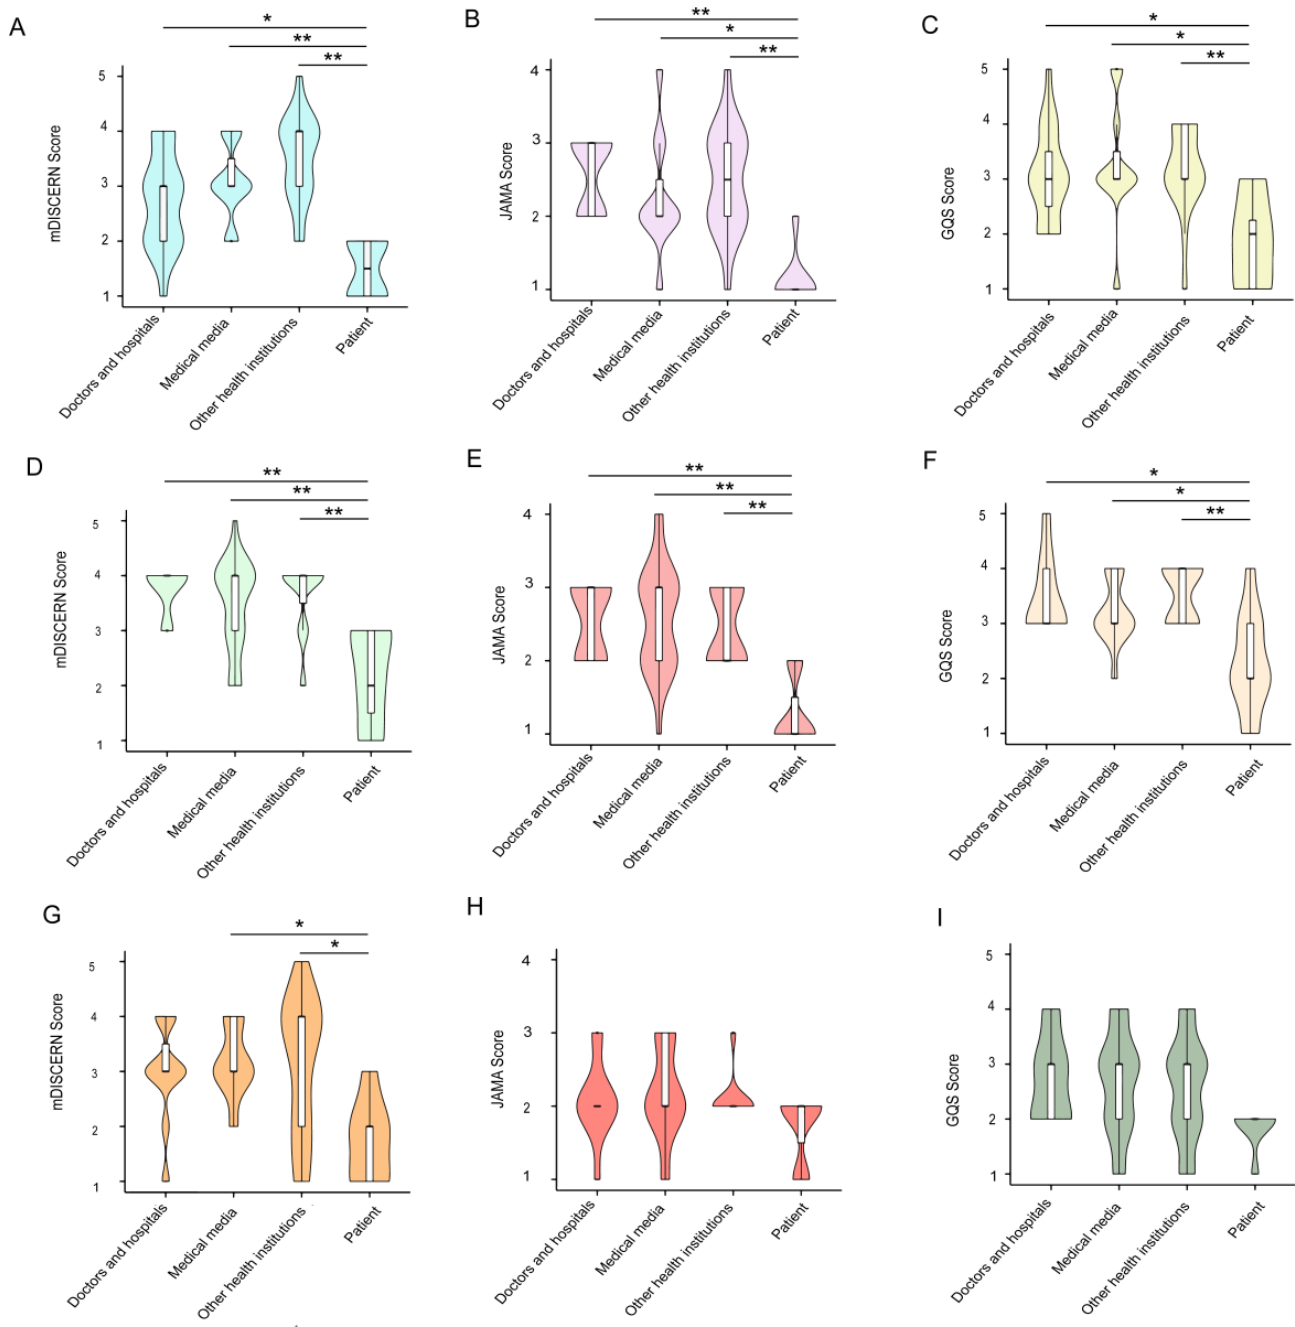 A
*
**
**
mDISCERN Score
5
4
3
2
1
Doctors and hospitals
Medical media
Other health institutions
Patient
B
**
*
**
JAMA Score
4
3
2
1
Doctors and hospitals
Medical media
Other health institutions
Patient
C
*
*
**
GQS Score
5
4
3
2
1
Doctors and hospitals
Medical media
Other health institutions
Patient
D
**
**
**
mDISCERN Score
5
4
3
2
1
Doctors and hospitals
Medical media
Other health institutions
Patient
E
**
**
**
JAMA Score
4
3
2
1
Doctors and hospitals
Medical media
Other health institutions
Patient
F
*
*
**
GQS Score
5
4
3
2
1
Doctors and hospitals
Medical media
Other health institutions
Patient
G
*
*
mDISCERN Score
5
4
3
2
1
Doctors and hospitals
Medical media
Other health institutions
Patient
H
JAMA Score
4
3
2
1
Doctors and hospitals
Medical media
Other health institutions
Patient
I
GQS Score
5
4
3
2
1
Doctors and hospitals
Medical media
Other health institutions
Patient